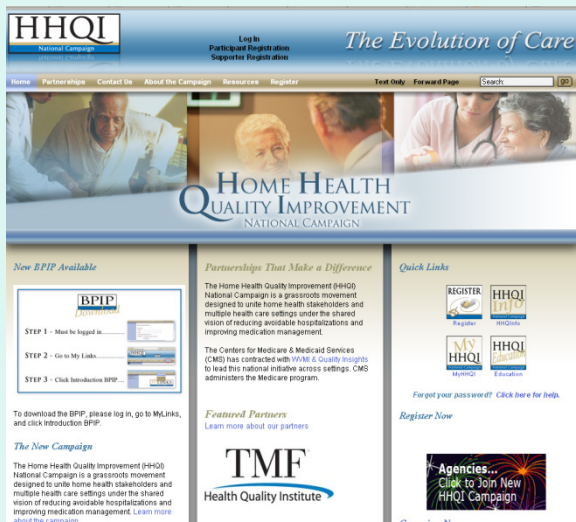 HHQI
National Campaign
Log In
Participant Registration
Supporter Registration
The Evolution of Care
Home Partnerships Contact Us About the Campaign Resources Register Text Only Forward Page Search: go
HOME HEALTH
QUALITY IMPROVEMENT
NATIONAL CAMPAIGN
New BPIP Available
BPIP
Download
STEP 1 - Must be logged in
STEP 2 - Go to My Links
STEP 3 - Click Introduction BPIP
To download the BPIP, please log in, go to MyLinks,
and click Introduction BPIP.
The New Campaign
The Home Health Quality Improvement (HHQI)
National Campaign is a grassroots movement
designed to unite home health stakeholders and
multiple health care settings under the shared
vision of reducing avoidable hospitalizations and
improving medication management. Learn more
about the campaign
Partnerships That Make a Difference
The Home Health Quality Improvement (HHQI)
National Campaign is a grassroots movement
designed to unite home health stakeholders and
multiple health care settings under the shared
vision of reducing avoidable hospitalizations and
improving medication management.
The Centers for Medicare & Medicaid Services
(CMS) has contracted with WVMI & Quality Insights
to lead this national initiative across settings. CMS
administers the Medicare program.
Featured Partners
Learn more about our partners
TMF
Health Quality Institute
Quick Links
REGISTER
Register
HHQI
Info
HHQInfo
My
HHQI
MyHHQI
HHQI
Education
Education
Forgot your password? Click here for help.
Register Now
Agencies...
Click to Join New
HHQI Campaign